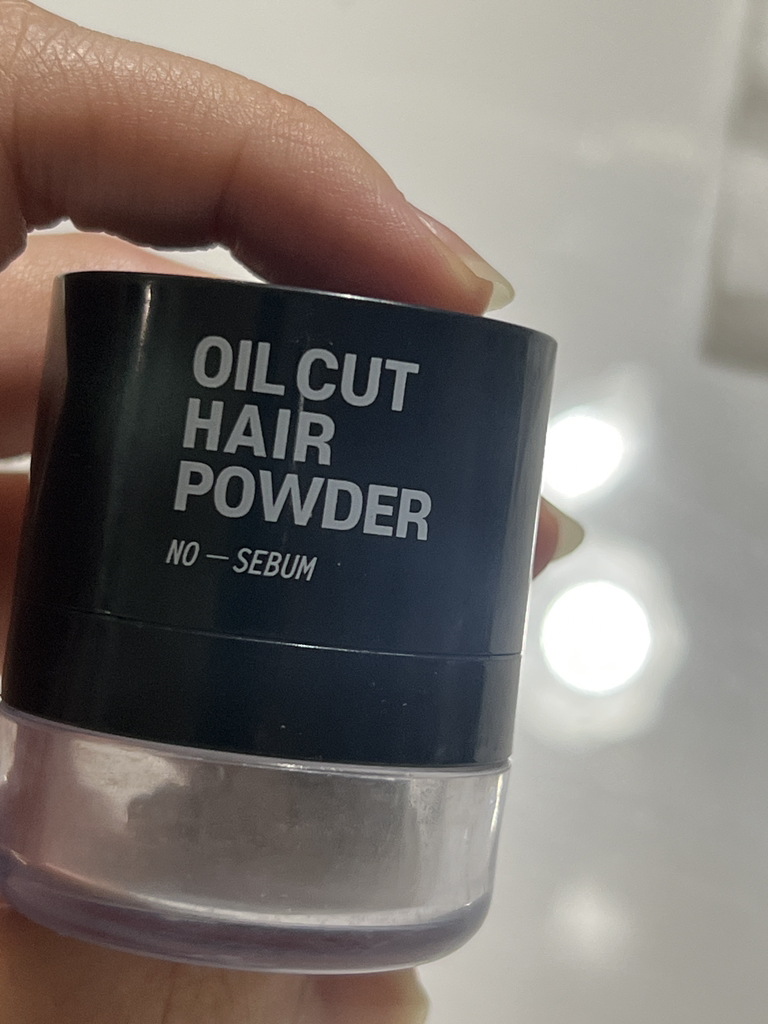 OIL CUT
HAIR
POWDER
NO — SEBUM